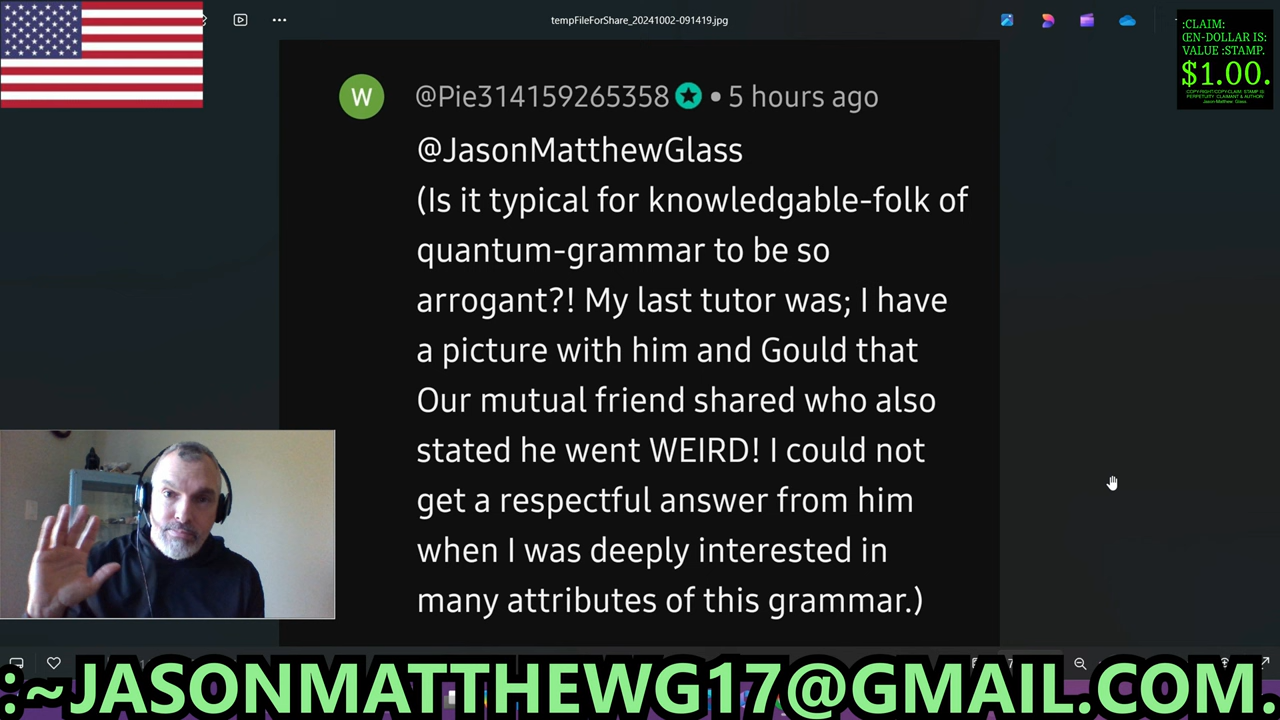 tempFileForShare_20241002-091419.jpg
:CLAIM:
ŒN-DOLLAR IS:
VALUE :STAMP.
$1.00.
W
@Pie314159265358 • 5 hours ago
@JasonMatthewGlass
(Is it typical for knowledgable-folk of
quantum-grammar to be so
arrogant?! My last tutor was; I have
a picture with him and Gould that
Our mutual friend shared who also
stated he went WEIRD! I could not
get a respectful answer from him
when I was deeply interested in
many attributes of this grammar.)
:~JASONMATTHEWG17@GMAIL.COM.